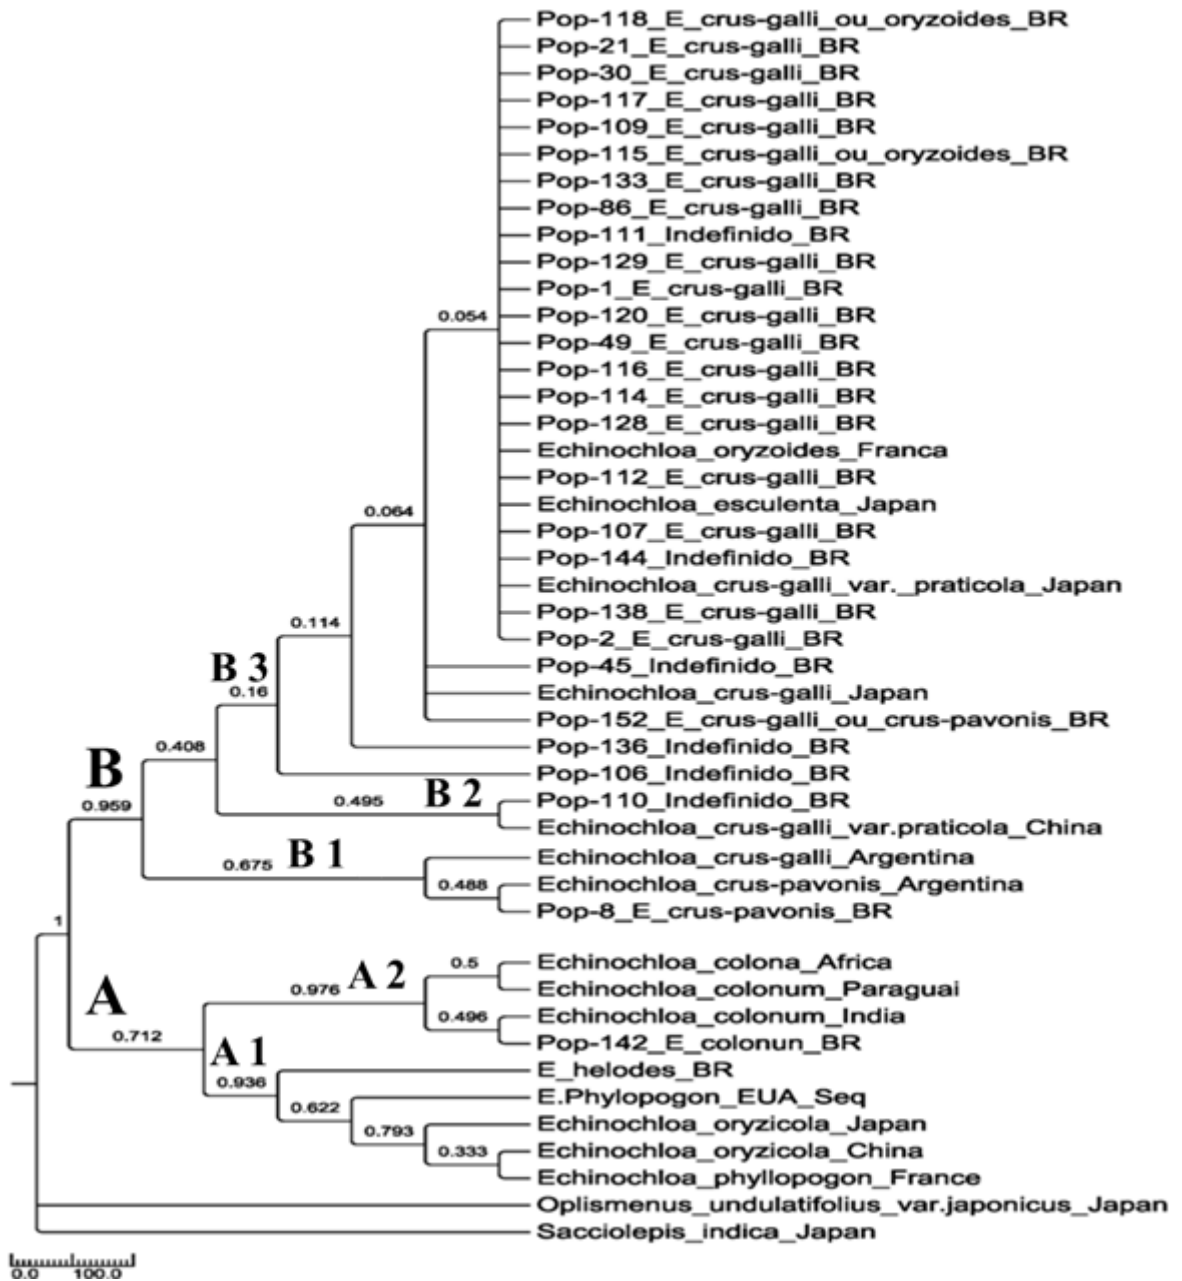 Pop-118_E_crus-galli_ou_oryzoides_BR
Pop-21_E_crus-galli_BR
Pop-30_E_crus-galli_BR
Pop-117_E_crus-galli_BR
Pop-109_E_crus-galli_BR
Pop-115_E_crus-galli_ou_oryzoides_BR
Pop-133_E_crus-galli_BR
Pop-86_E_crus-galli_BR
Pop-111_Indefinido_BR
Pop-129_E_crus-galli_BR
Pop-1_E_crus-galli_BR
0.054
Pop-120_E_crus-galli_BR
Pop-49_E_crus-galli_BR
Pop-116_E_crus-galli_BR
Pop-114_E_crus-galli_BR
Pop-128_E_crus-galli_BR
Echinochloa_oryzoides_Franca
Pop-112_E_crus-galli_BR
Echinochloa_esculenta_Japan
0.064
Pop-107_E_crus-galli_BR
Pop-144_Indefinido_BR
Echinochloa_crus-galli_var._praticola_Japan
Pop-138_E_crus-galli_BR
0.114
Pop-2_E_crus-galli_BR
B 3
Pop-45_Indefinido_BR
0.16
Echinochloa_crus-galli_Japan
Pop-152_E_crus-galli_ou_crus-pavonis_BR
0.408
Pop-136_Indefinido_BR
B
Pop-106_Indefinido_BR
0.959
0.495
B 2
Pop-110_Indefinido_BR
Echinochloa_crus-galli_var.praticola_China
0.675
B 1
Echinochloa_crus-galli_Argentina
0.488
Echinochloa_crus-pavonis_Argentina
Pop-8_E_crus-pavonis_BR
1
0.5
Echinochloa_colona_Africa
A
0.976
A 2
Echinochloa_colonum_Paraguai
0.496
Echinochloa_colonum_India
0.712
Pop-142_E_colonun_BR
A 1
E_helodes_BR
0.936
E.Phylopogon_EUA_Seq
0.622
Echinochloa_oryzicola_Japan
0.793
Echinochloa_oryzicola_China
0.333
Echinochloa_phyllopogon_France
Oplismenus_undulatifolius_var.japonicus_Japan
Sacciolepis_indica_Japan
0.0 100.0